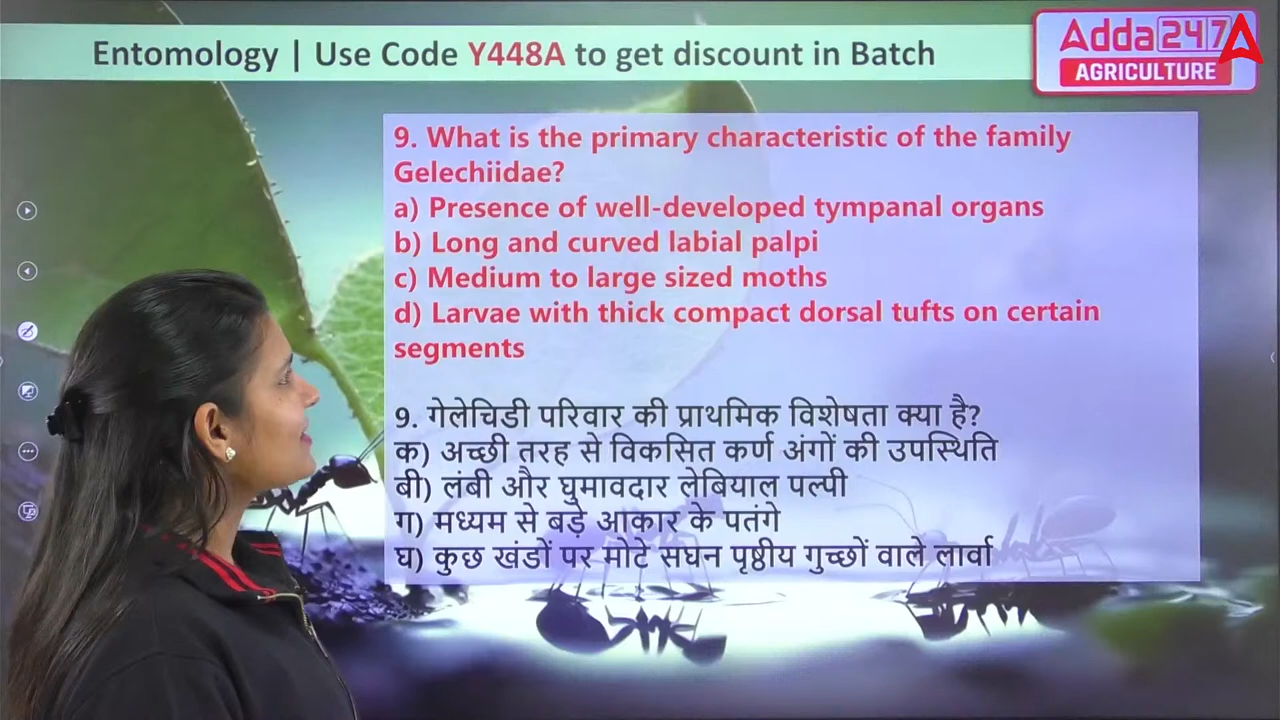 Entomology | Use Code Y448A to get discount in Batch
Adda247
AGRICULTURE
9. What is the primary characteristic of the family
Gelechiidae?
a) Presence of well-developed tympanal organs
b) Long and curved labial palpi
c) Medium to large sized moths
d) Larvae with thick compact dorsal tufts on certain
segments
9. गेलेचिडी परिवार की प्राथमिक विशेषता क्या है?
क) अच्छी तरह से विकसित कर्ण अंगों की उपस्थिति
बी) लंबी और घुमावदार लेबियाल पल्पी
ग) मध्यम से बड़े आकार के पतंगे
घ) कुछ खंडों पर मोटे सघन पृष्ठीय गुच्छों वाले लार्वा